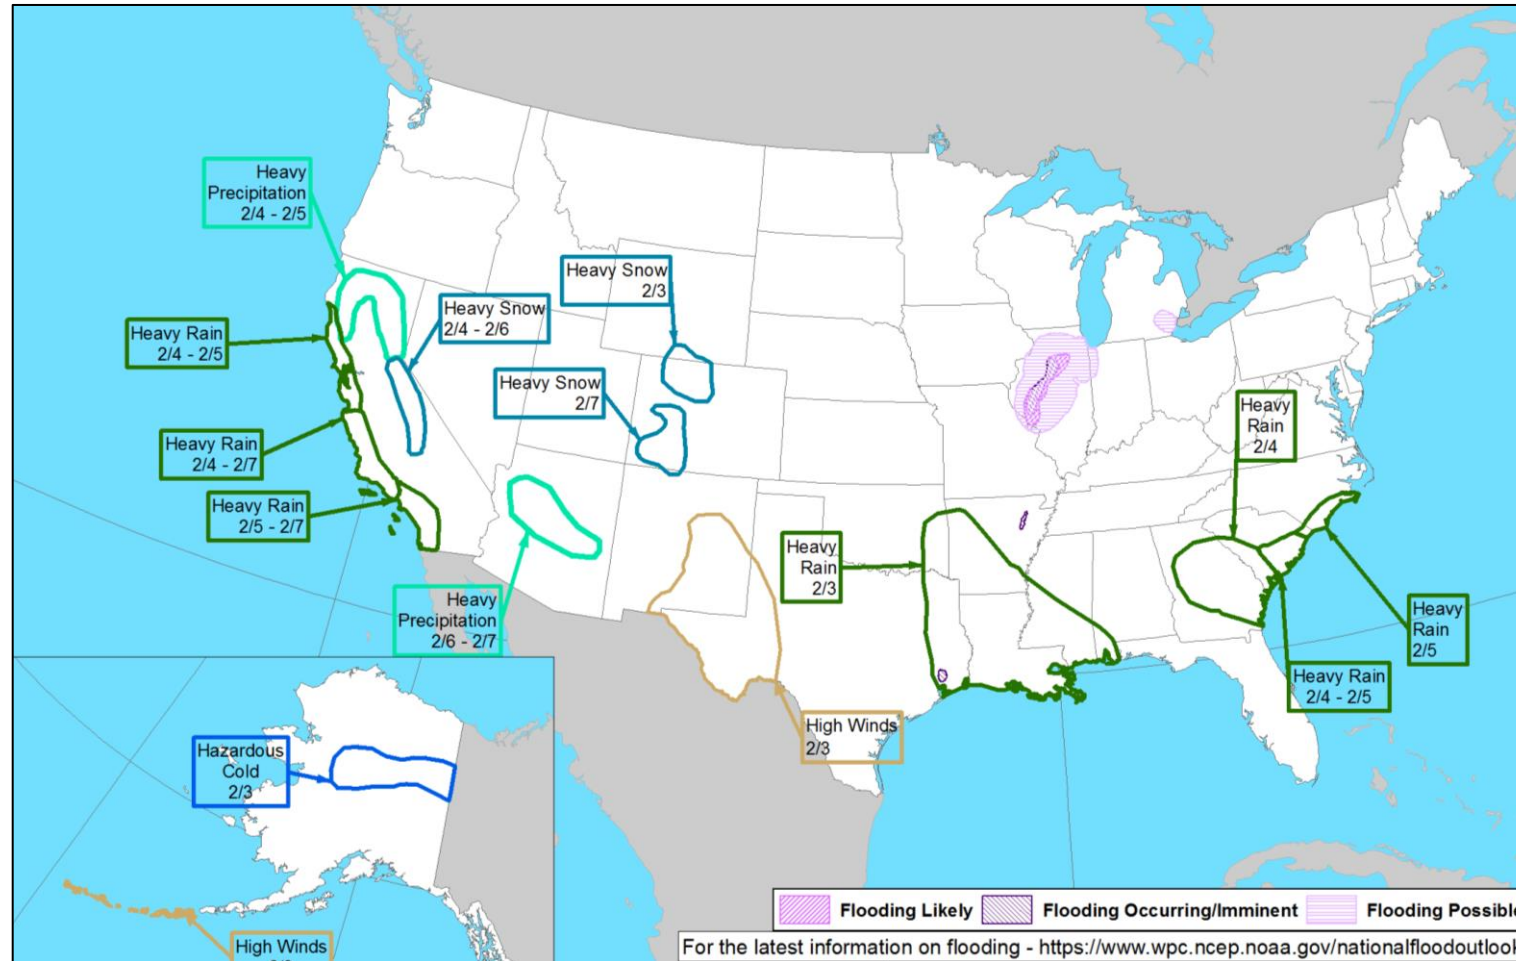 Heavy
Precipitation
2/4 - 2/5
Heavy Snow
2/3
Heavy Snow
2/4 - 2/6
Heavy Rain
2/4 - 2/5
Heavy Snow
2/7
Heavy
Rain
2/4
Heavy Rain
2/4 - 2/7
Heavy Rain
2/5 - 2/7
Heavy
Rain
2/3
Heavy
Precipitation
2/6 - 2/7
Heavy
Rain
2/5
Heavy Rain
2/4 - 2/5
High Winds
2/3
Hazardous
Cold
2/3
High Winds
Flooding Likely
Flooding Occurring/Imminent
Flooding Possible
For the latest information on flooding - https://www.wpc.ncep.noaa.gov/nationalfloodoutlook